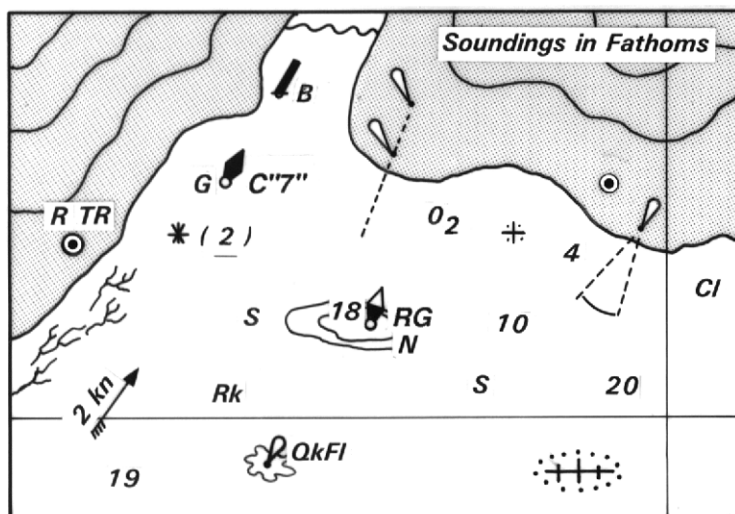 Soundings in Fathoms
B
G C"7"
R TR
(2)
0₂
4
Cl
S
18 RG
10
N
Rk
S
20
2 kn
QkFl
19